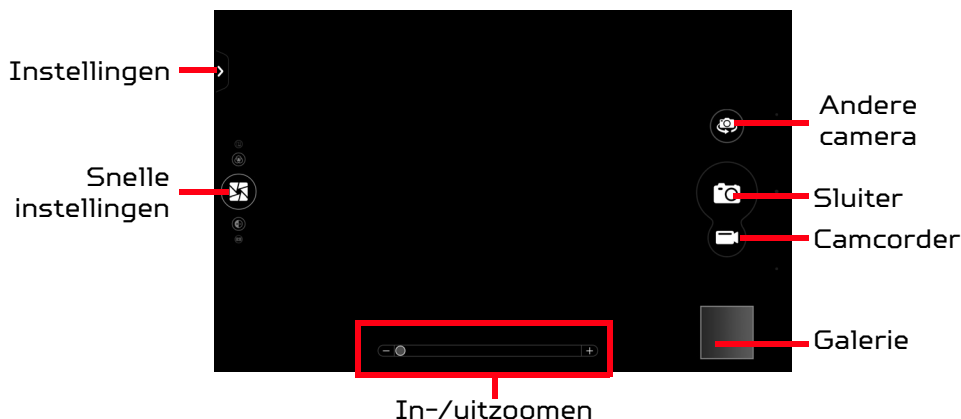 Instellingen
Snelle
instellingen
Andere
camera
Sluiter
Camcorder
Galerie
In-/uitzoomen